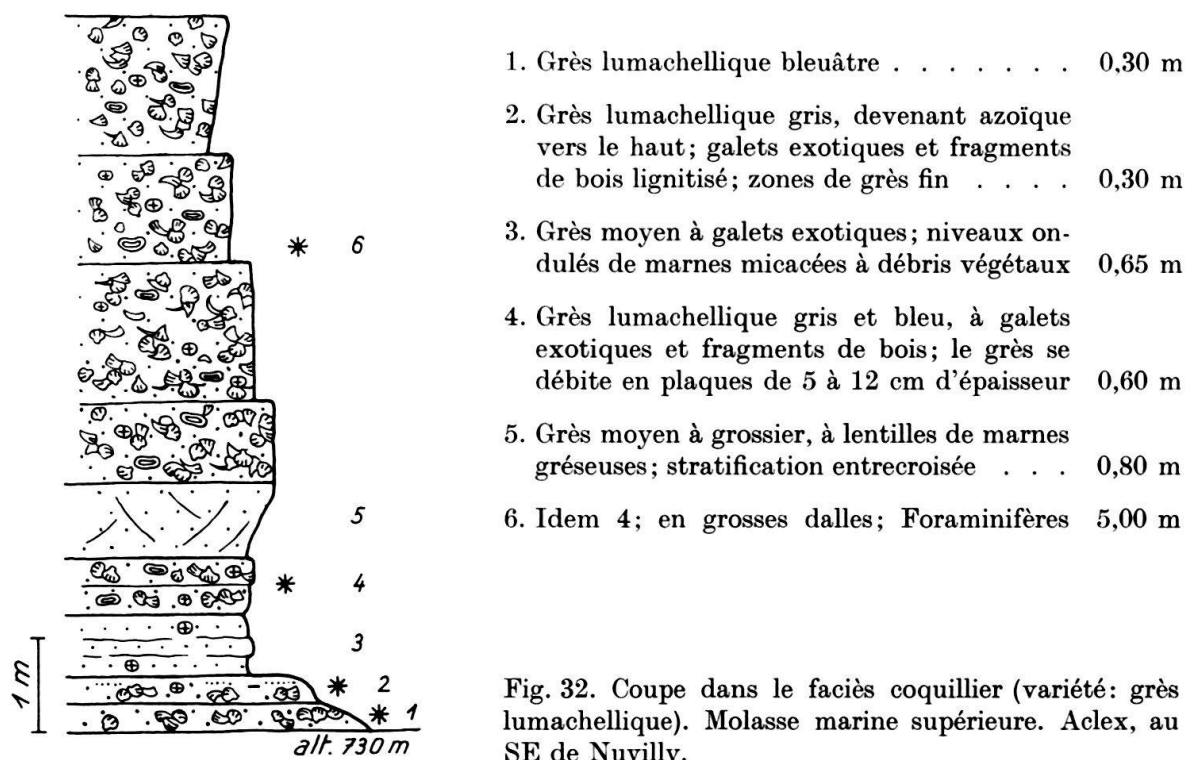 1. Grès lumachellique bleuâtre . . . . . . . 0,30 m
2. Grès lumachellique gris, devenant azoïque
vers le haut; galets exotiques et fragments
de bois lignitisé; zones de grès fin . . . . 0,30 m
3. Grès moyen à galets exotiques; niveaux on-
dulés de marnes micacées à débris végétaux 0,65 m
4. Grès lumachellique gris et bleu, à galets
exotiques et fragments de bois; le grès se
débite en plaques de 5 à 12 cm d'épaisseur 0,60 m
5. Grès moyen à grossier, à lentilles de marnes
gréseuses; stratification entrecroisée . . . 0,80 m
6. Idem 4; en grosses dalles; Foraminifères 5,00 m
6
5
4
3
2
1
1 m
alt. 730 m
Fig. 32. Coupe dans le faciès coquillier (variété: grès
lumachellique). Molasse marine supérieure. Aclex, au
SE de Nuvilly.